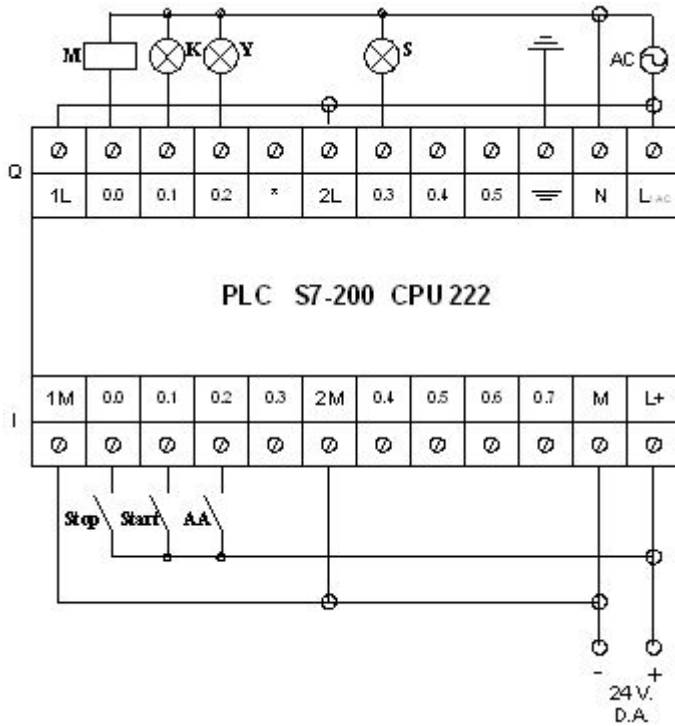 M K Y S AC
Q
1L 0.0 0.1 0.2 * 2L 0.3 0.4 0.5 N L1 AC
PLC S7-200 CPU 222
1M 0.0 0.1 0.2 0.3 2M 0.4 0.5 0.6 0.7 M L+
I
Stop Start AA
- +
24 V.
D.A.